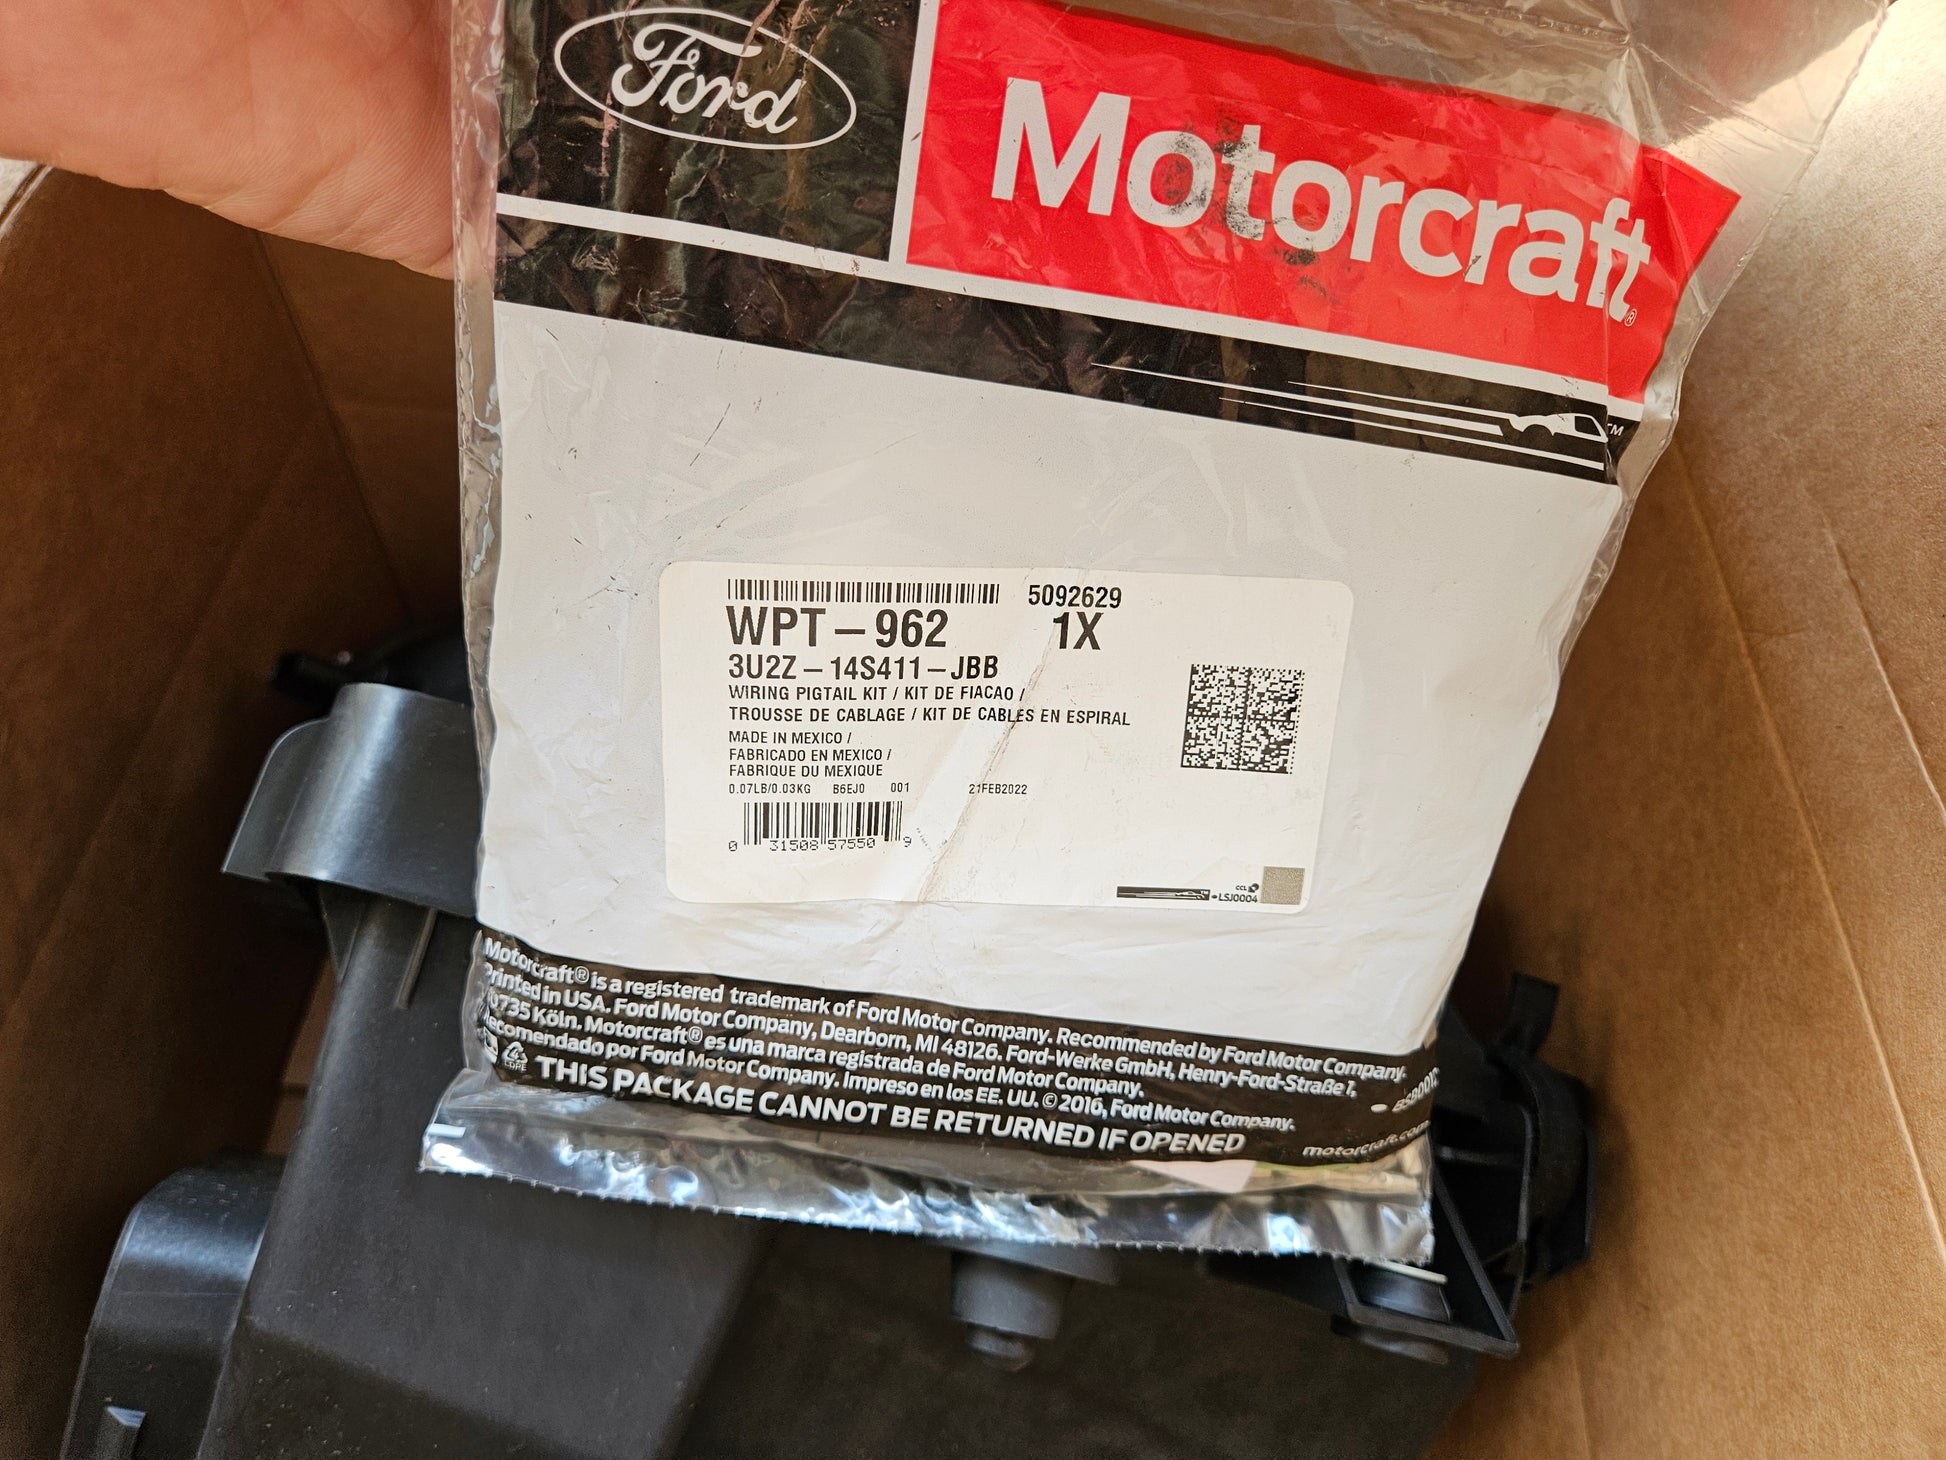 Ford
Motorcraft®
TM
5092629
WPT-962 1X
3U2Z-14S411-JBB
WIRING PIGTAIL KIT / KIT DE FIACAO /
TROUSSE DE CABLAGE / KIT DE CABLES EN ESPIRAL
MADE IN MEXICO /
FABRICADO EN MEXICO /
FABRIQUE DU MEXIQUE
0.07LB/0.03KG B6EJ0 001 21FEB2022
0 31508 57550 9
CCL
LSJ0004
Motorcraft® is a registered trademark of Ford Motor Company. Recommended by Ford Motor Company.
Printed in USA. Ford Motor Company, Dearborn, MI 48126. Ford-Werke GmbH, Henry-Ford-Straße 1,
50735 Köln. Motorcraft® es una marca registrada de Ford Motor Company.
Recomendado por Ford Motor Company. Impreso en los EE. UU. © 2016, Ford Motor Company.
4 LDPE THIS PACKAGE CANNOT BE RETURNED IF OPENED
motorcraft.com